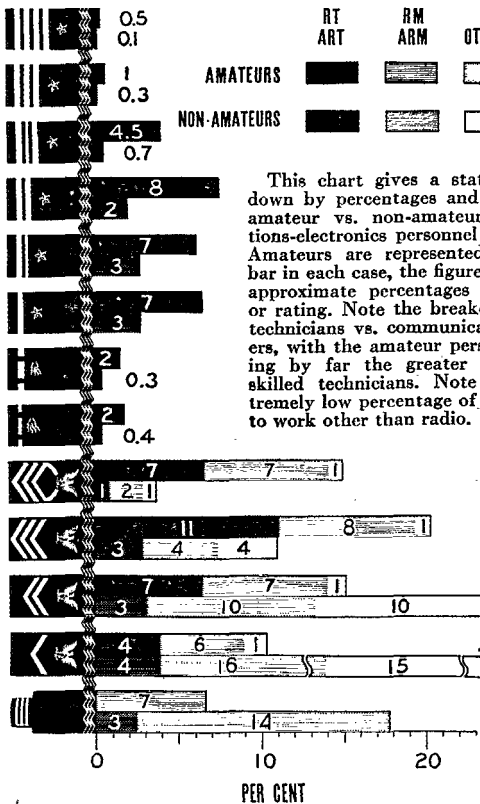 0.5
0.1
RT RM
ART ARM OT
1
0.3
AMATEURS
NON-AMATEURS
4.5
0.7
8
2
7
3
7
3
2
0.3
2
0.4
This chart gives a stat
down by percentages and
amateur vs. non-amateur
tions-electronics personnel
Amateurs are represented
bar in each case, the figure
approximate percentages
or rating. Note the break
technicians vs. communica
ers, with the amateur pers
ing by far the greater
skilled technicians. Note
tremely low percentage of
to work other than radio.
7 7 1
1 2 1
11 8 1
3 4 4
7 7 1
3 10 10
4 6 1
4 16 15
7
3 14
0 10 20
PER CENT